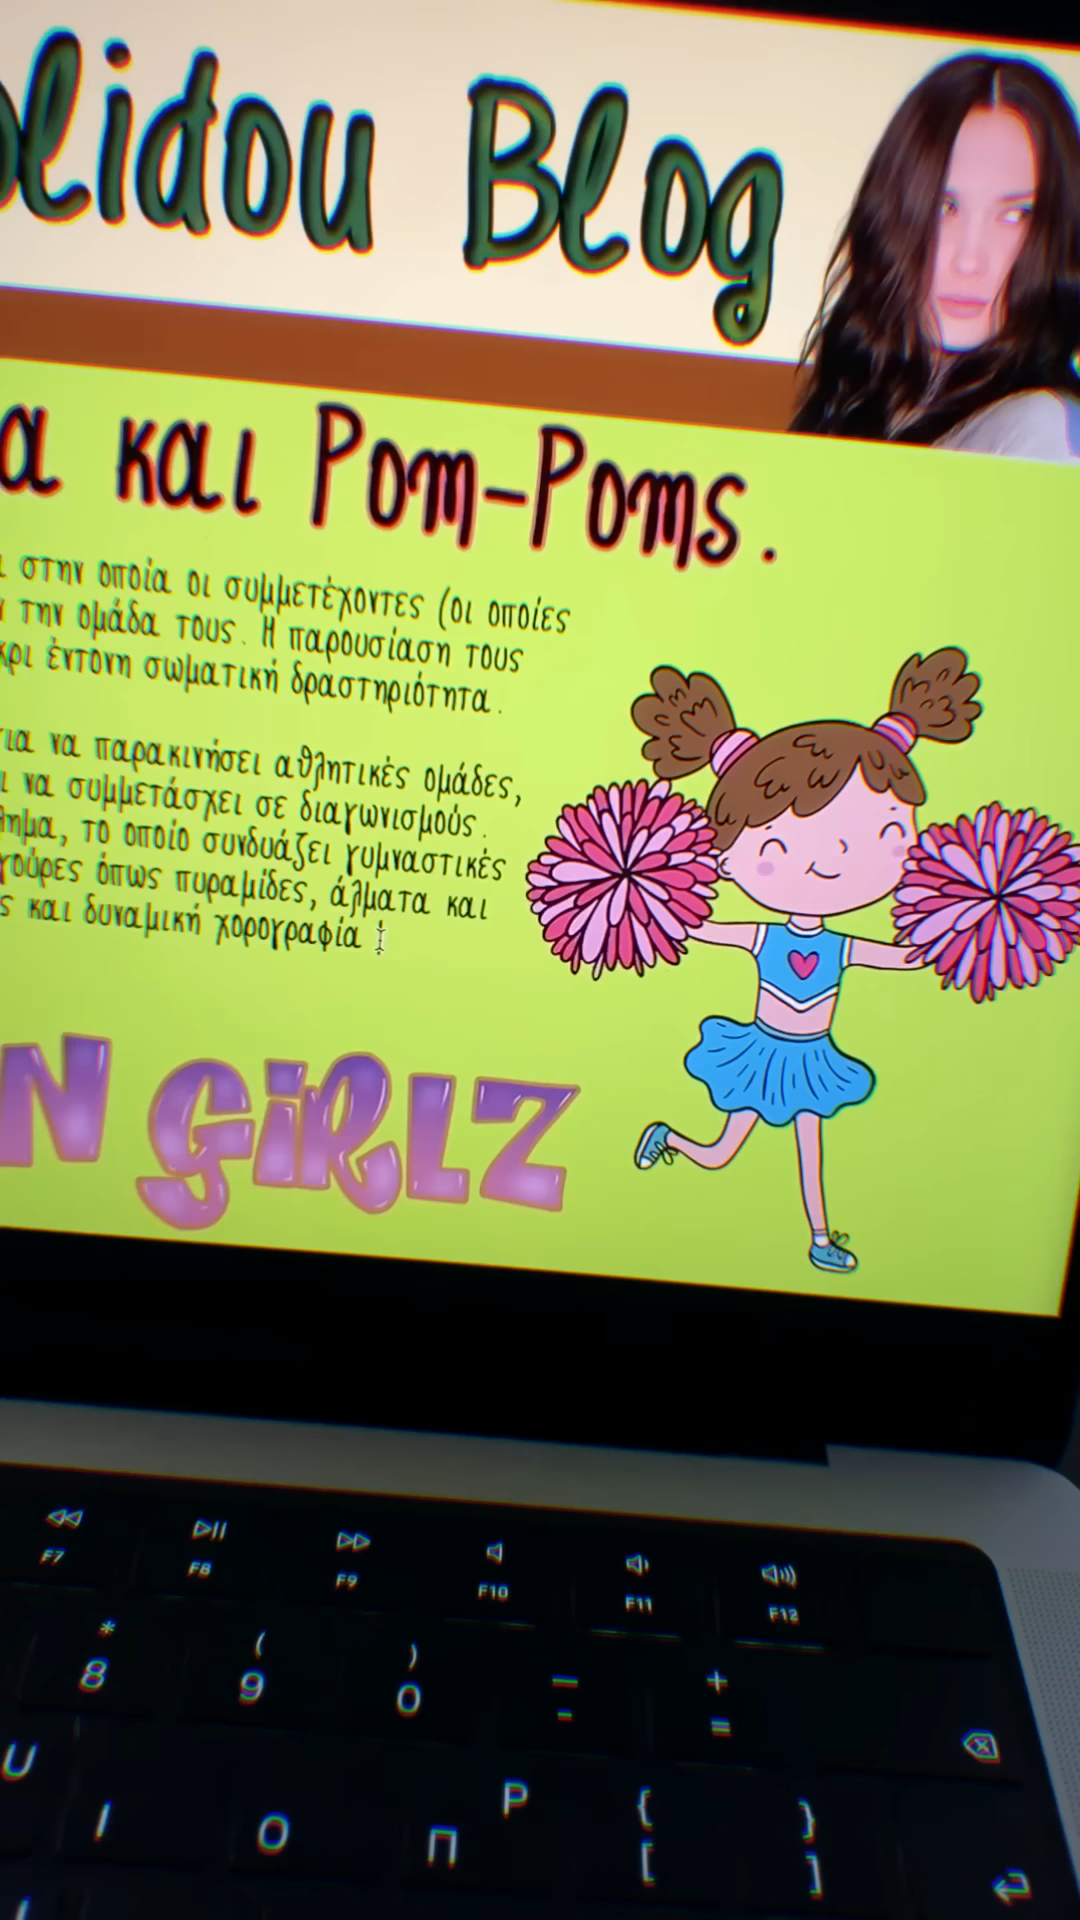 lidou Blog
α και Pom-Poms.
στην οποία οι συμμετέχοντες (οι οποίες
την ομάδα τους. Η παρουσίαση τους
έντονη σωματική δραστηριότητα.
να παρακινήσει αθλητικές ομάδες,
να συμμετάσχει σε διαγωνισμούς.
το οποίο συνδυάζει γυμναστικές
όπως πυραμίδες, άλματα και
και δυναμική χορογραφία
N GiRLZ
F7 F8 F9 F10 F11 F12
* ( ) — +
8 9 0 - =
U I O Π P { [ } ]